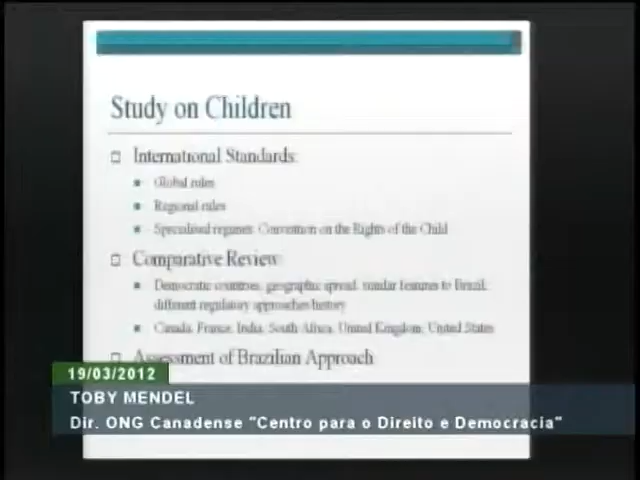 Study on Children
International Standards:
Global rules
Regional rules
Specialised regimes: Convention on the Rights of the Child
Comparative Review
Democratic countries, geographic spread, similar features to Brazil,
different regulatory approaches/history
Canada, France, India, South Africa, United Kingdom, United States
Assessment of Brazilian Approach
19/03/2012
TOBY MENDEL
Dir. ONG Canadense "Centro para o Direito e Democracia"